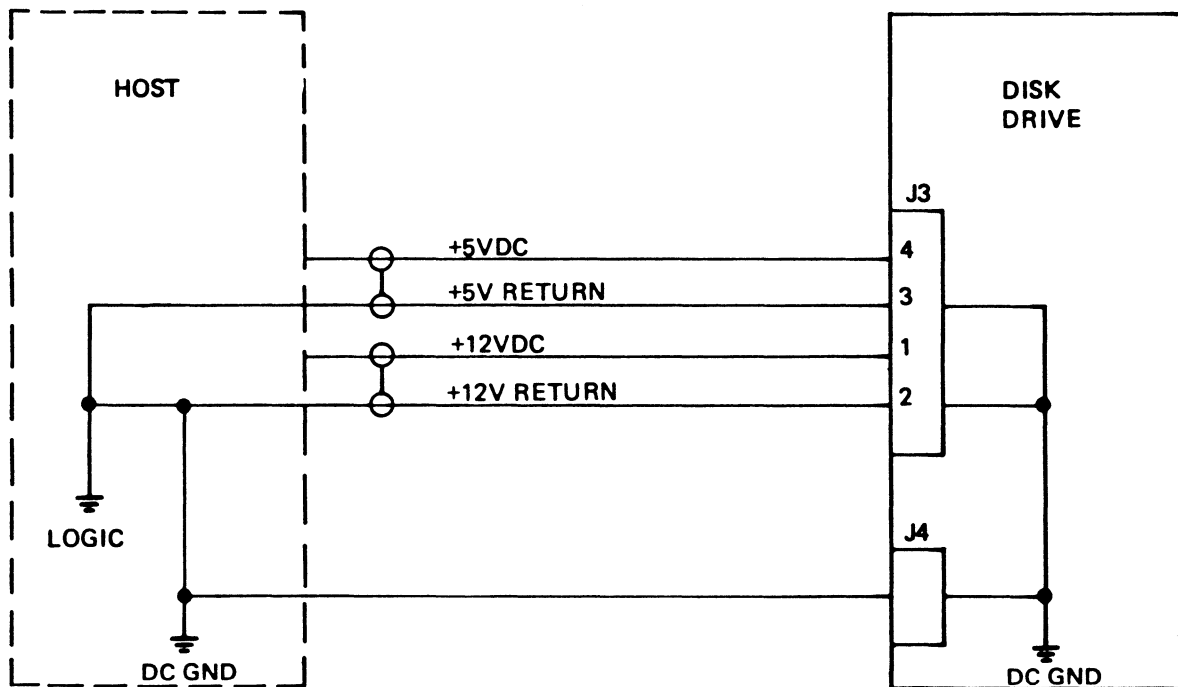 HOST
DISK
DRIVE
J3
+5VDC
4
+5V RETURN
3
+12VDC
1
+12V RETURN
2
LOGIC
J4
DC GND
DC GND